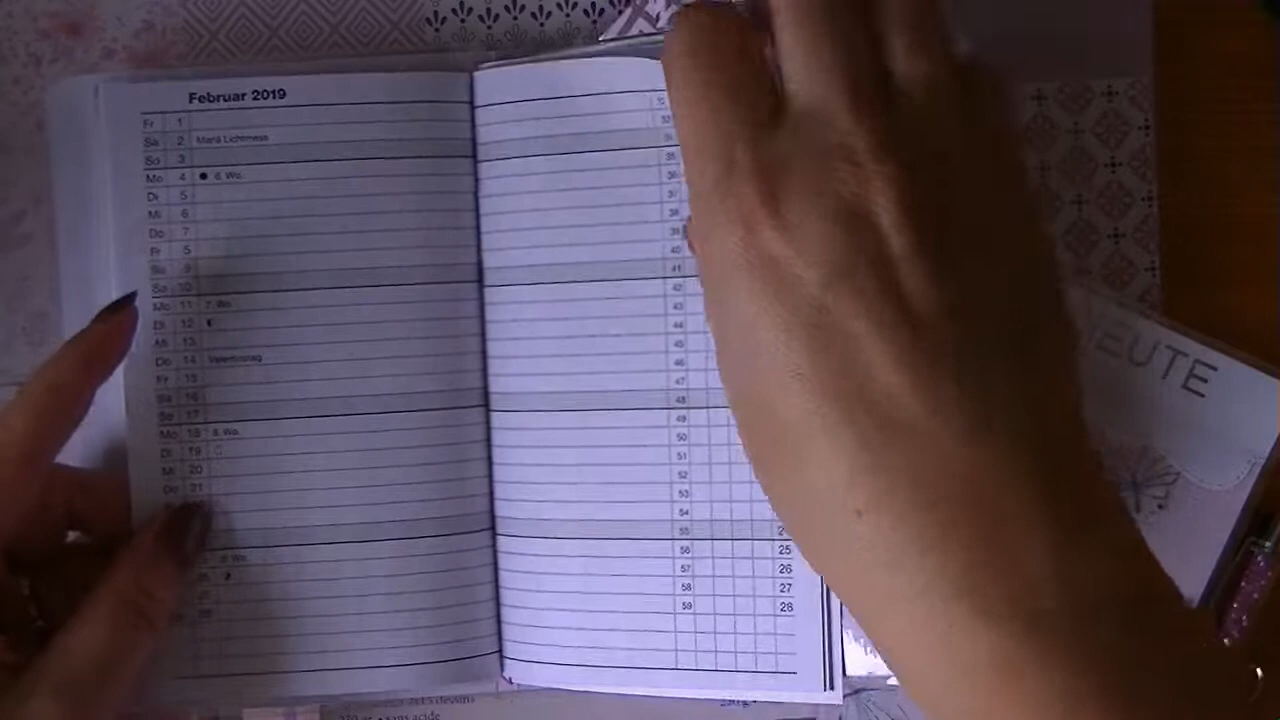 Februar 2019
Fr 1
Sa 2 Mariä Lichtmess
So 3
Mo 4 6. Wo.
Di 5
Mi 6
Do 7
Fr
Sa 9
So 10
Mo 11 7. Wo.
Di 12
Mi 13
Do 14 Valentinstag
Fr 15
Sa 16
So 17
Mo 18 8. Wo.
Di 19
Mi 20
Do 21
Wo.
32
35
36
37
38
39
40
41
42
43
44
45
46
47
48
49
50
51
52
53
54
55
56 25
57 26
58 27
59 28
EUTE
sans acide